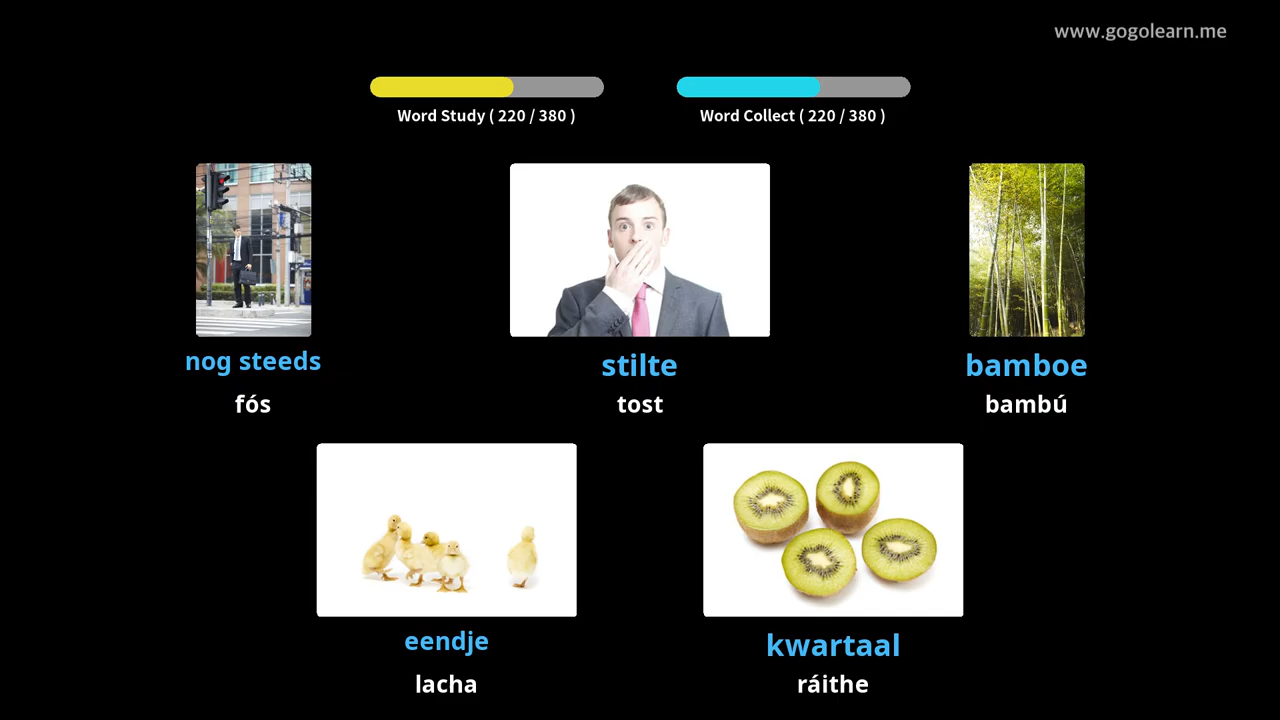 www.gogolearn.me
Word Study ( 220 / 380 )
Word Collect ( 220 / 380 )
nog steeds
fós
stilte
tost
bamboe
bambú
eendje
lacha
kwartaal
ráithe